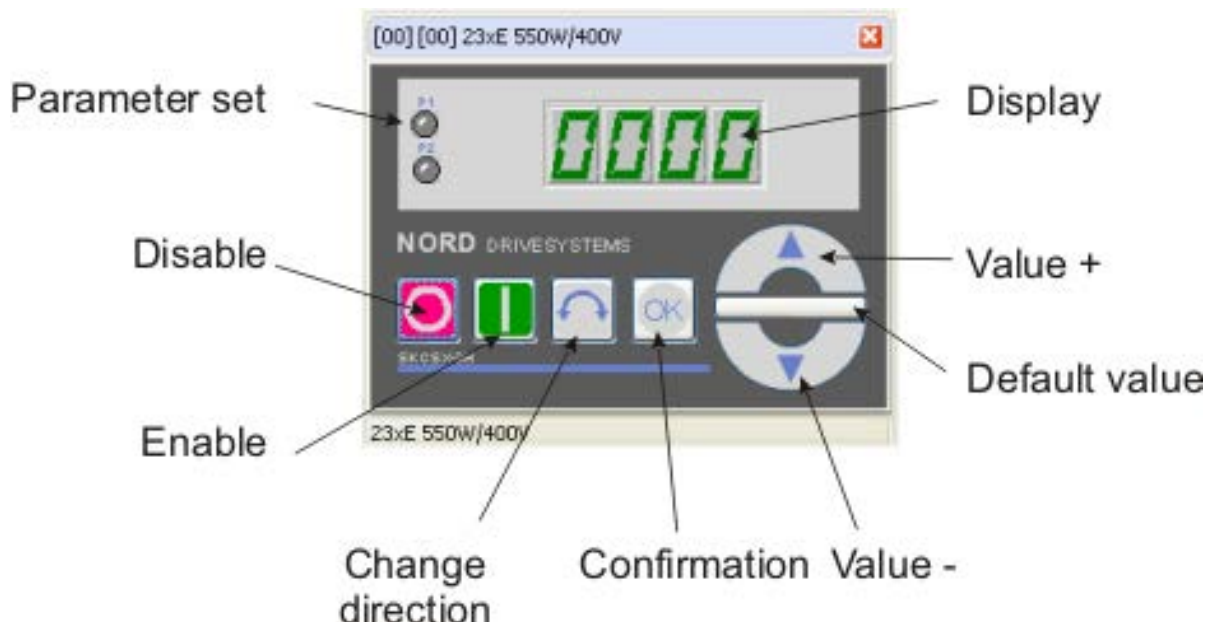 [00] [00] 23xE 550W/400V
Parameter set
P1
P2
0000
Display
NORD DRIVESYSTEMS
Disable
Value +
OK
Default value
23xE 550W/400V
Enable
Change
direction
Confirmation
Value -